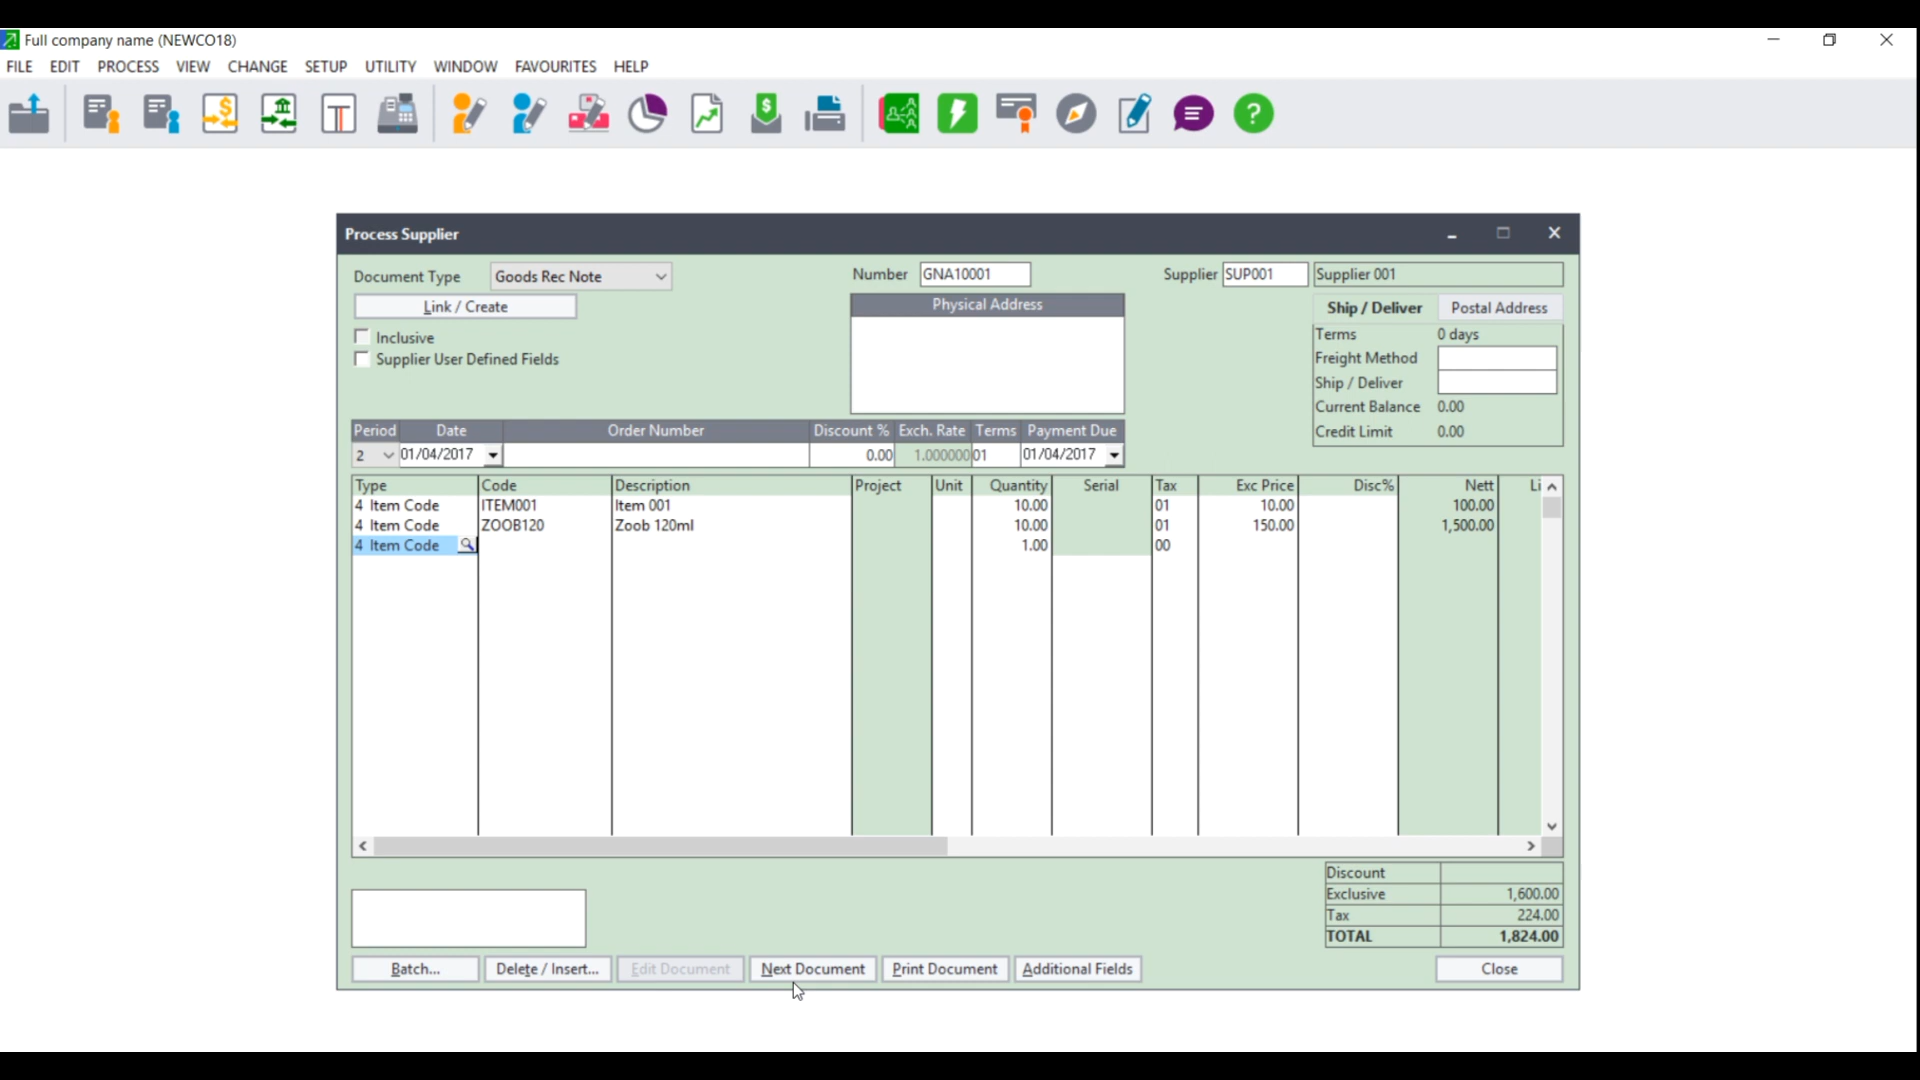 Full company name (NEWCO18)
FILE EDIT PROCESS VIEW CHANGE SETUP UTILITY WINDOW FAVOURITES HELP
Process Supplier
Document Type Goods Rec Note Number GNA10001 Supplier SUP001 Supplier 001
Link / Create Physical Address Ship / Deliver Postal Address
Inclusive Terms 0 days
Supplier User Defined Fields Freight Method
Ship / Deliver
Current Balance 0.00
Credit Limit 0.00
Period Date Order Number Discount % Exch. Rate Terms Payment Due
2 01/04/2017 0.00 1.000000 01 01/04/2017
Type Code Description Project Unit Quantity Serial Tax Exc Price Disc% Nett Li
4 Item Code ITEM001 Item 001 10.00 01 10.00 100.00
4 Item Code ZOOB120 Zoob 120ml 10.00 01 150.00 1,500.00
4 Item Code 1.00 00
Discount
Exclusive 1,600.00
Tax 224.00
TOTAL 1,824.00
Batch... Delete / Insert... Edit Document Next Document Print Document Additional Fields Close